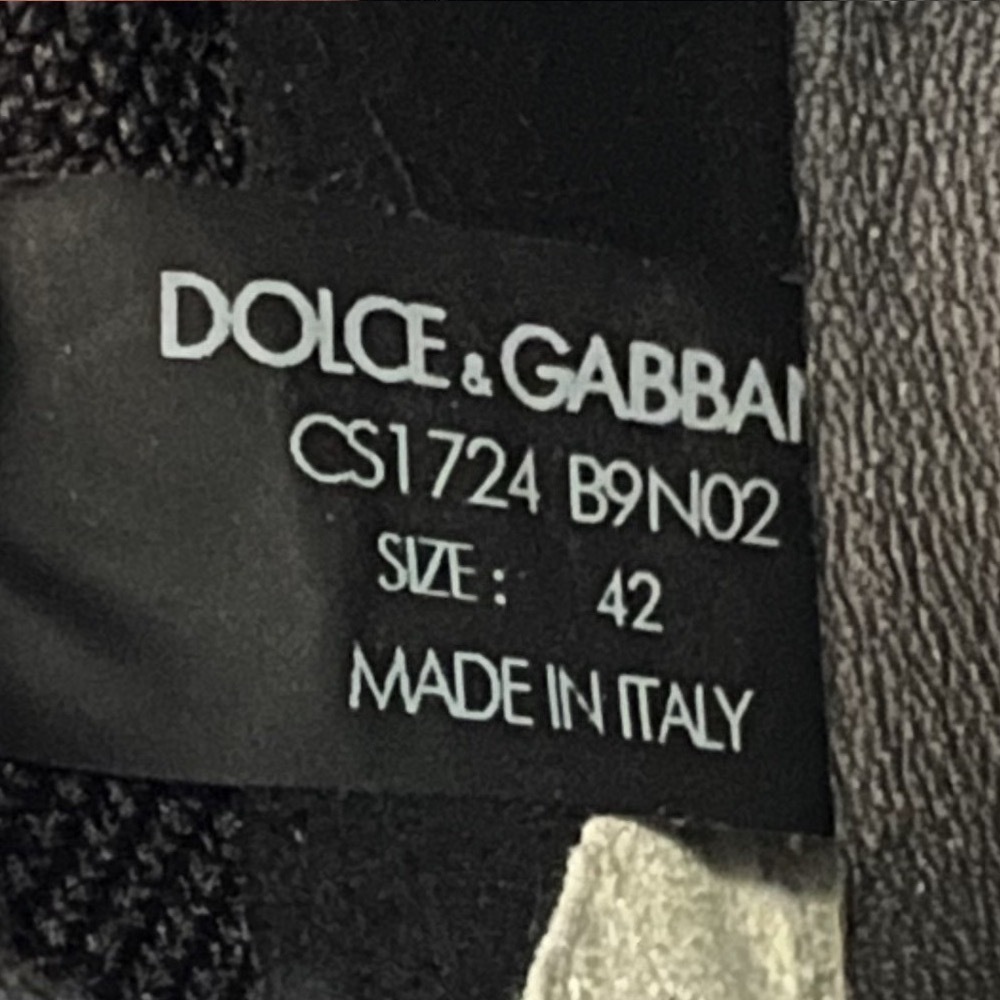 DOLCE & GABBAN
CS1724 B9N02
SIZE: 42
MADE IN ITALY